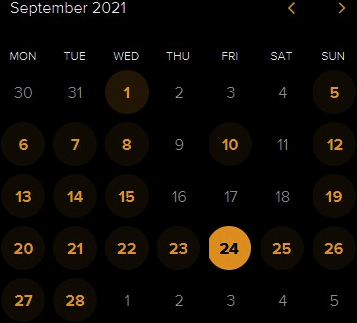 September 2021
MON TUE WED THU FRI SAT SUN
30 31 1 2 3 4 5
6 7 8 9 10 11 12
13 14 15 16 17 18 19
20 21 22 23 24 25 26
27 28 1 2 3 4 5